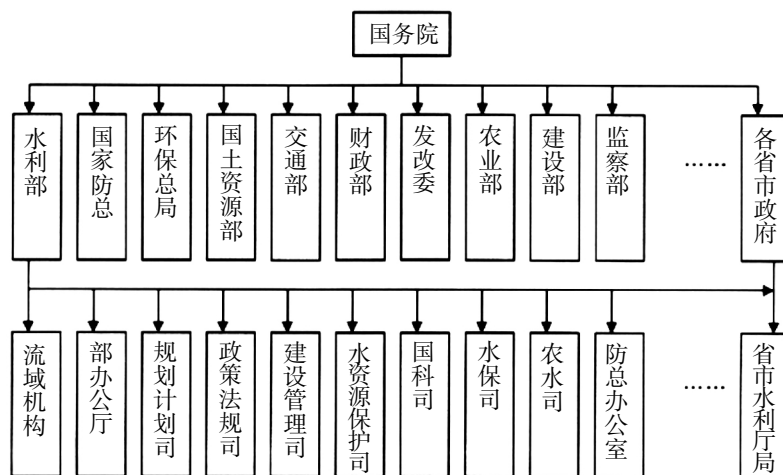 国务院
水利部
国家防总
环保总局
国土资源部
交通部
财政部
发改委
农业部
建设部
监察部
……
各省市政府
流域机构
部办公厅
规划计划司
政策法规司
建设管理司
水资源保护司
国科司
水保司
农水司
防总办公室
……
省市水利厅局